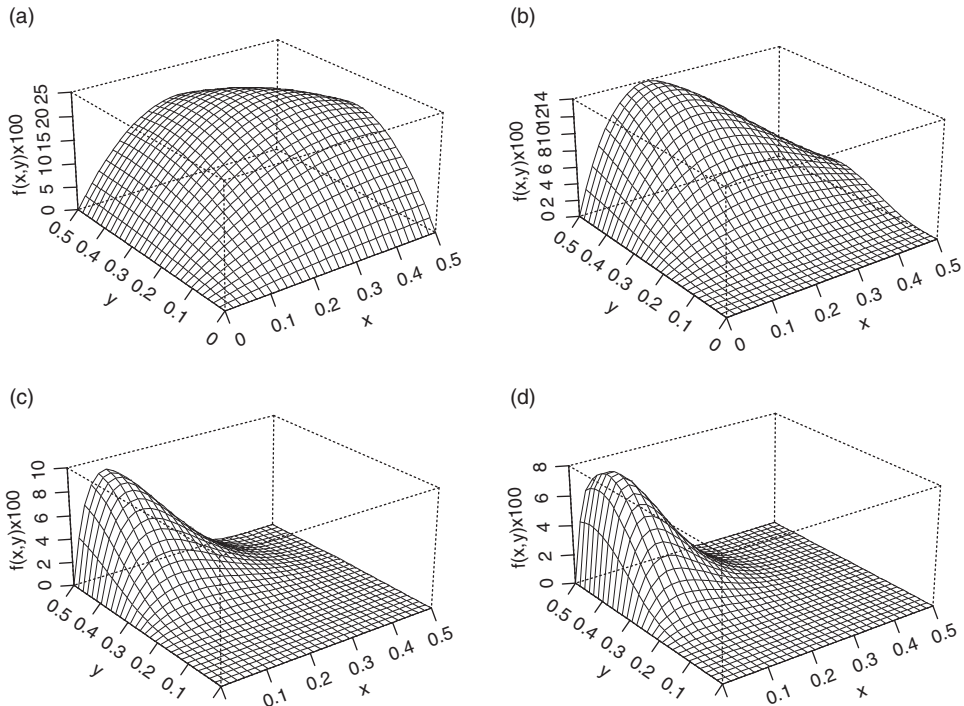 (a)
f(x,y)x100
0 5 10 15 20 25
0.5 0.4 0.3 0.2 0.1 0
y
0 0.1 0.2 0.3 0.4 0.5
x
(b)
f(x,y)x100
0 2 4 6 8 10 12 14
0.5 0.4 0.3 0.2 0.1 0
y
0 0.1 0.2 0.3 0.4 0.5
x
(c)
f(x,y)x100
0 2 4 6 8 10
0.5 0.4 0.3 0.2 0.1
y
0.1 0.2 0.3 0.4 0.5
x
(d)
f(x,y)x100
0 2 4 6 8
0.5 0.4 0.3 0.2 0.1
y
0.1 0.2 0.3 0.4 0.5
x